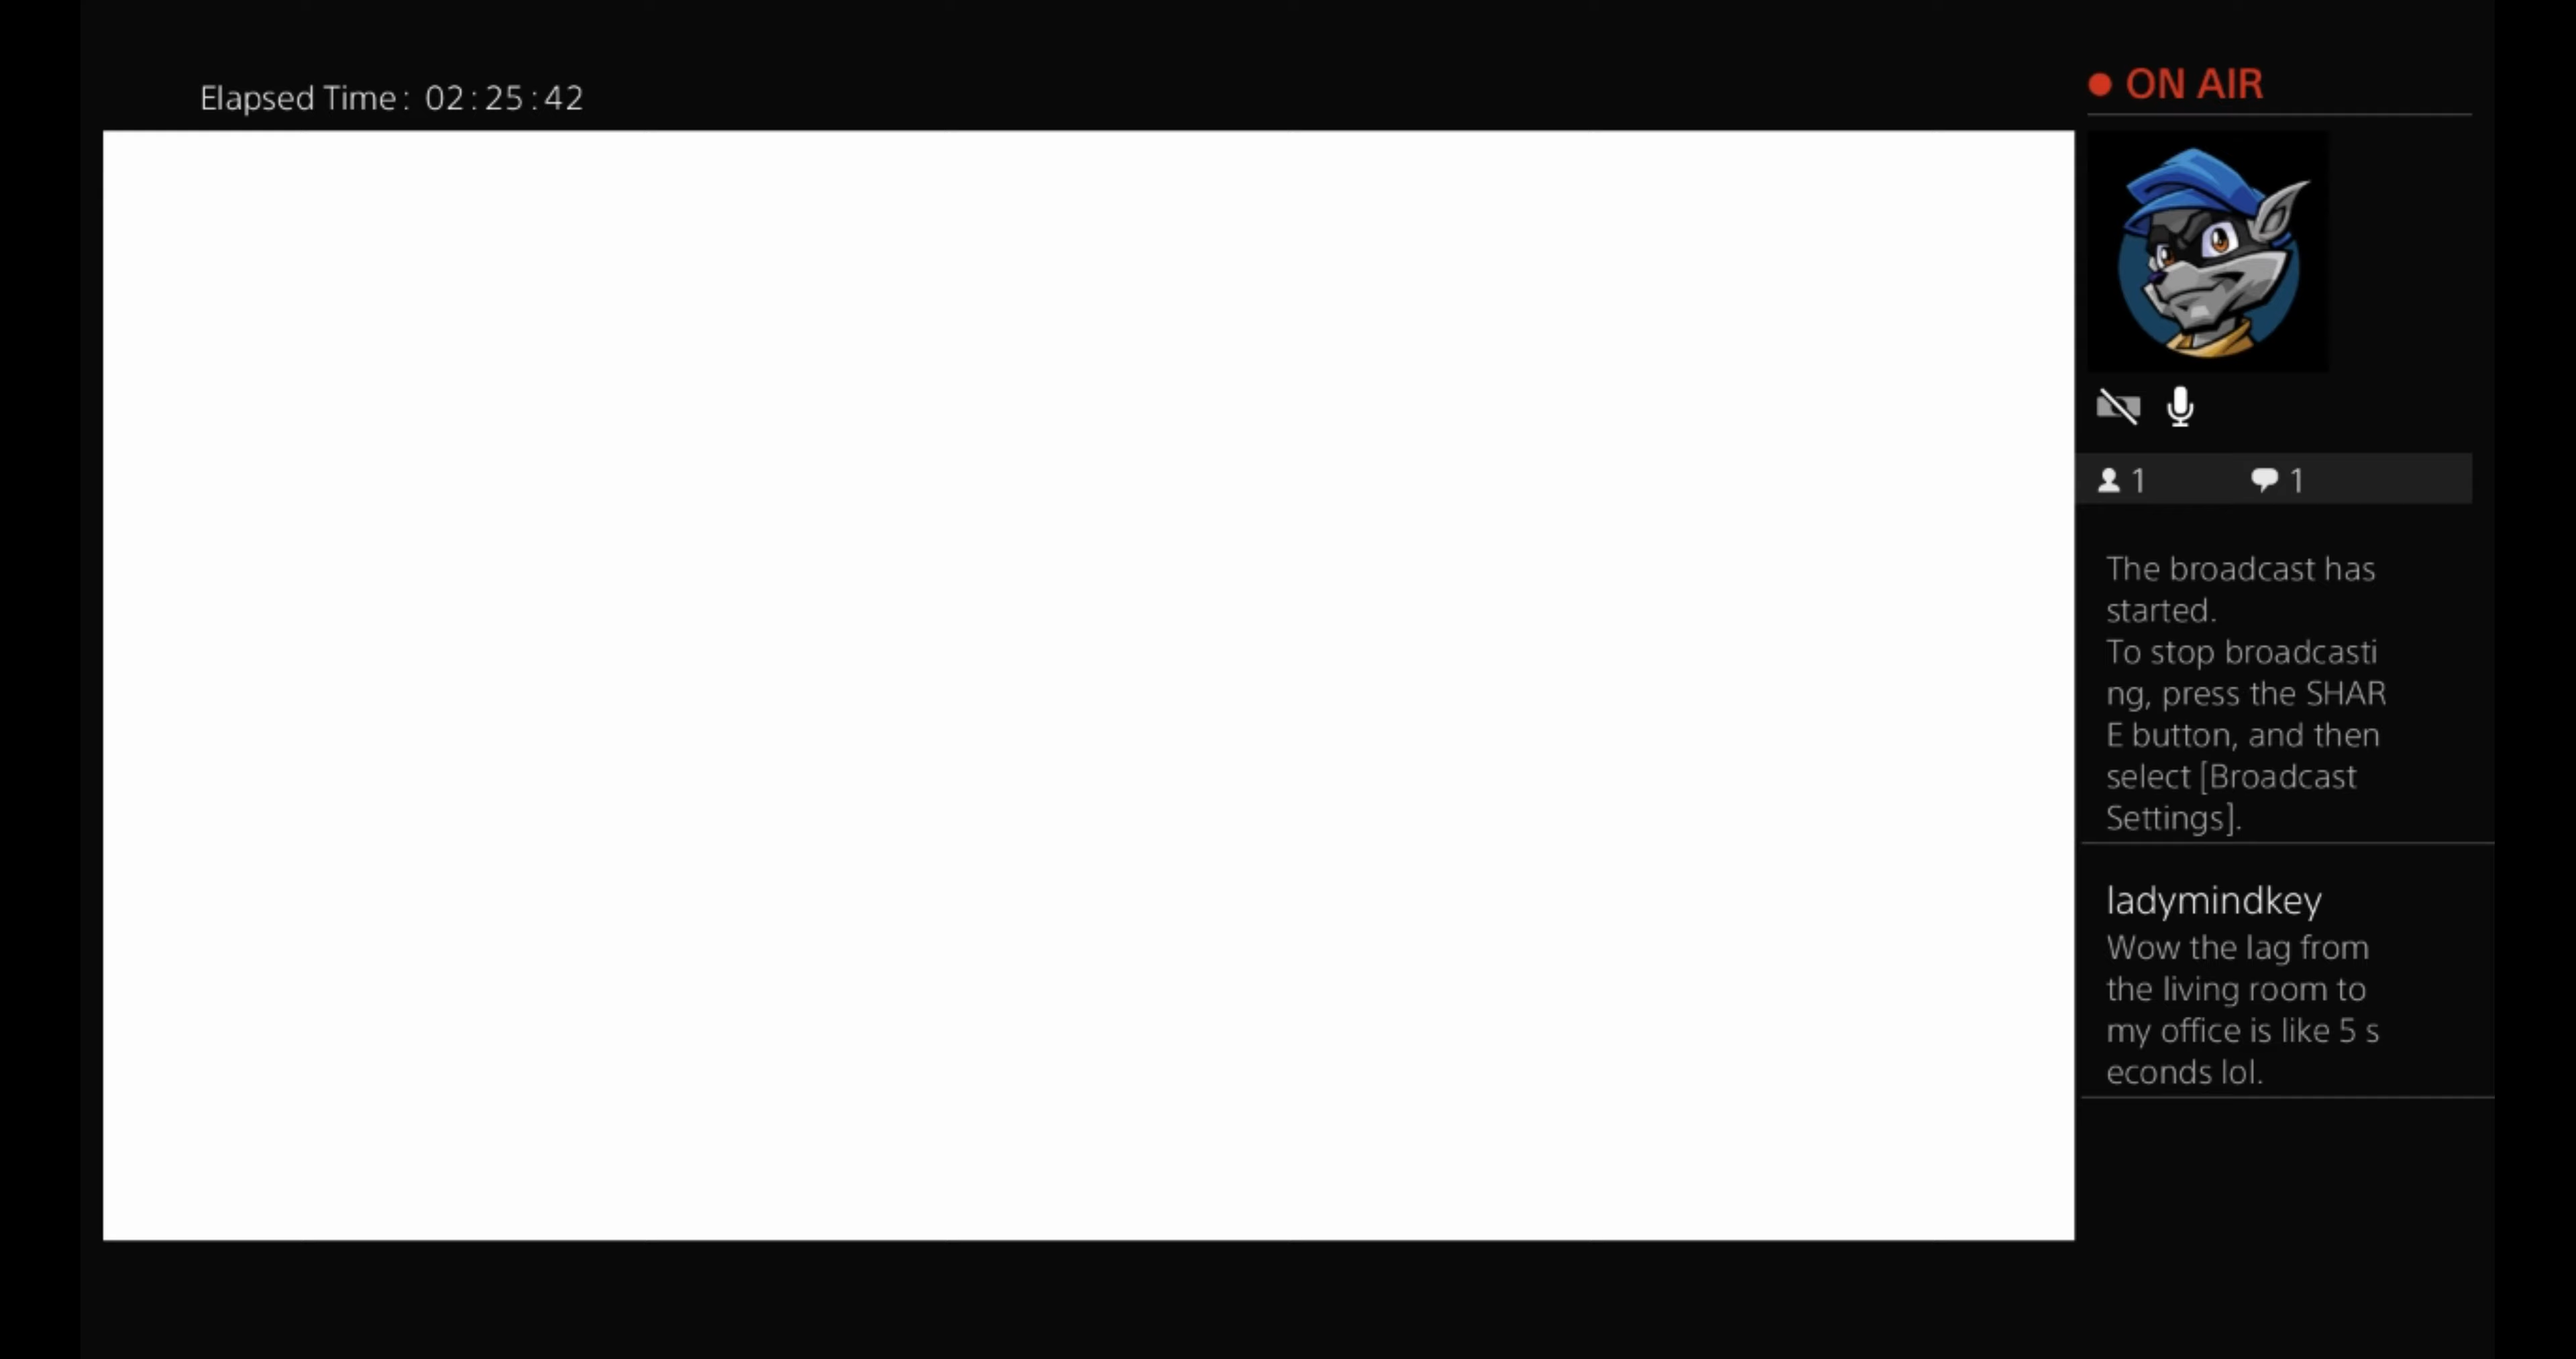 Elapsed Time: 02:25:42
ON AIR
1 1
The broadcast has
started.
To stop broadcasti
ng, press the SHAR
E button, and then
select [Broadcast
Settings].
ladymindkey
Wow the lag from
the living room to
my office is like 5 s
econds lol.